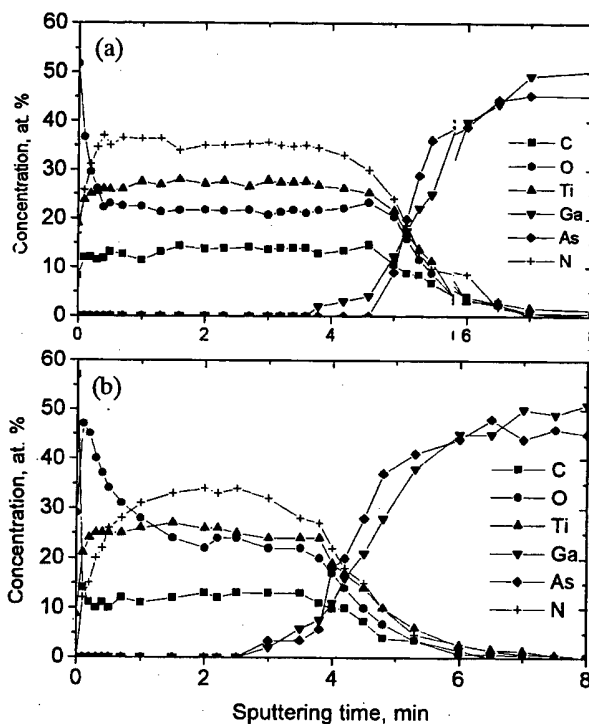 60
(a)
50
40
30
20
10
0
Concentration, at. %
C
O
Ti
Ga
As
N
0
2
4
6
8
60
(b)
50
40
30
20
10
0
Concentration, at. %
C
O
Ti
Ga
As
N
0
2
4
6
8
Sputtering time, min